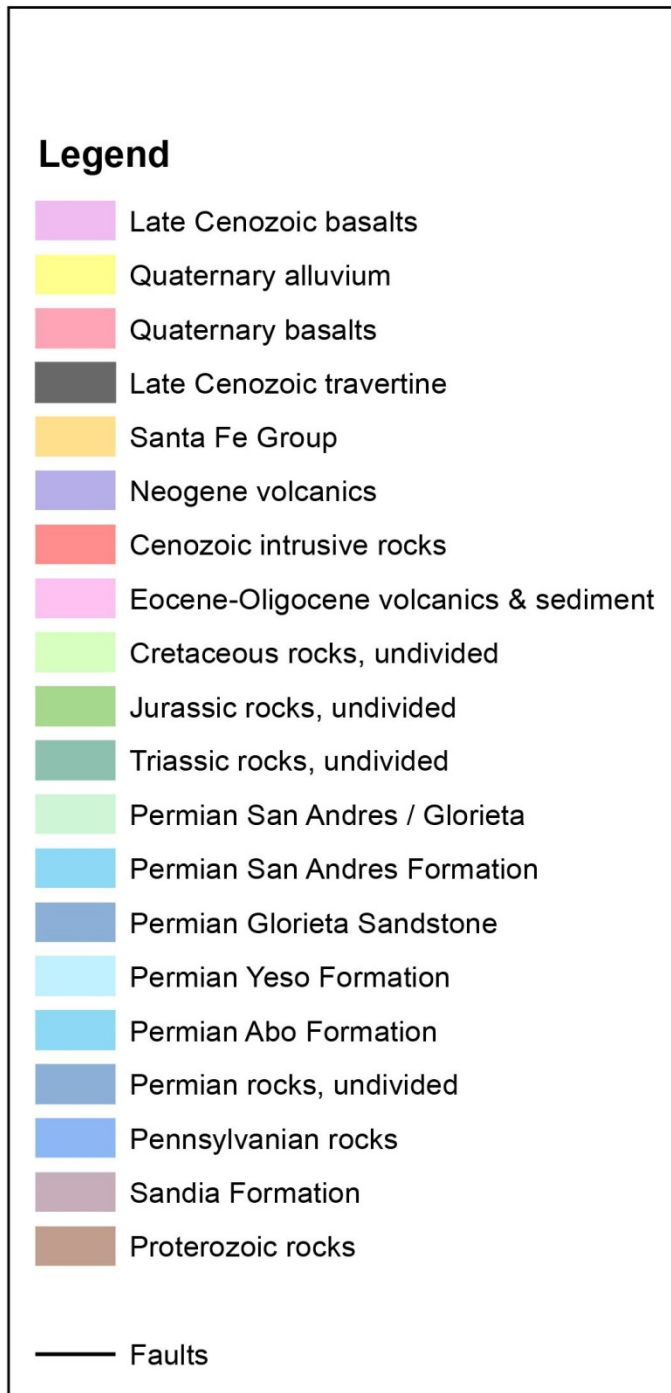 Legend
Late Cenozoic basalts
Quaternary alluvium
Quaternary basalts
Late Cenozoic travertine
Santa Fe Group
Neogene volcanics
Cenozoic intrusive rocks
Eocene-Oligocene volcanics & sediment
Cretaceous rocks, undivided
Jurassic rocks, undivided
Triassic rocks, undivided
Permian San Andres / Glorieta
Permian San Andres Formation
Permian Glorieta Sandstone
Permian Yeso Formation
Permian Abo Formation
Permian rocks, undivided
Pennsylvanian rocks
Sandia Formation
Proterozoic rocks
Faults